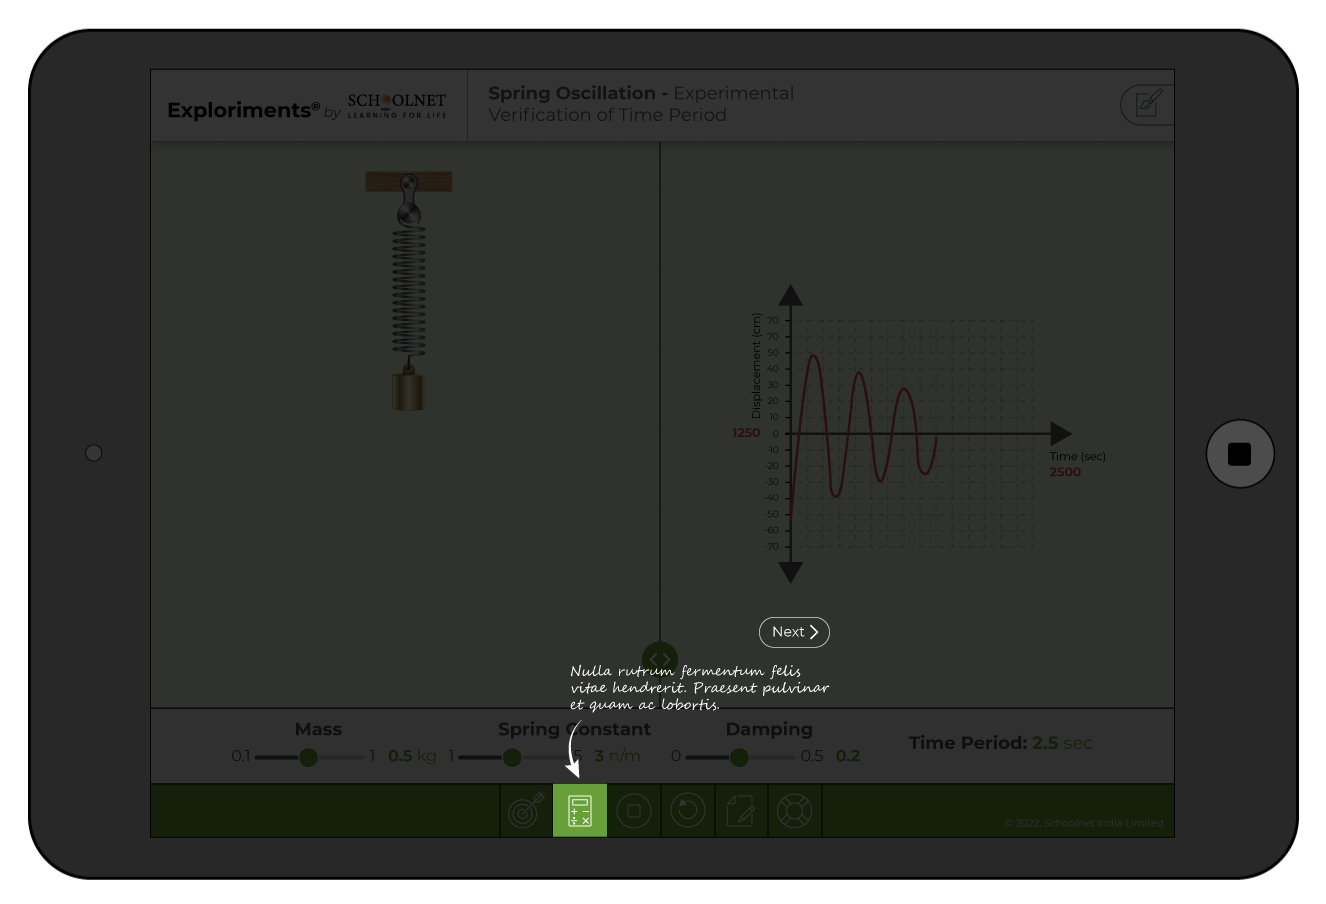 Exploriments® by SCHOOLNET
LEARNING FOR LIFE
Spring Oscillation - Experimental
Verification of Time Period
Displacement (cm)
70
70
50
40
30
20
10
0
-10
-20
-30
-40
-50
-60
-70
1250
Time (sec)
2500
Next
Nulla rutrum fermentum felis
vitae hendrerit. Praesent pulvinar
et quam ac lobortis.
Mass
0.1 1 0.5 kg
Spring Constant
1 5 3 n/m
Damping
0 0.5 0.2
Time Period: 2.5 sec
© 2022, Schoolnet India Limited